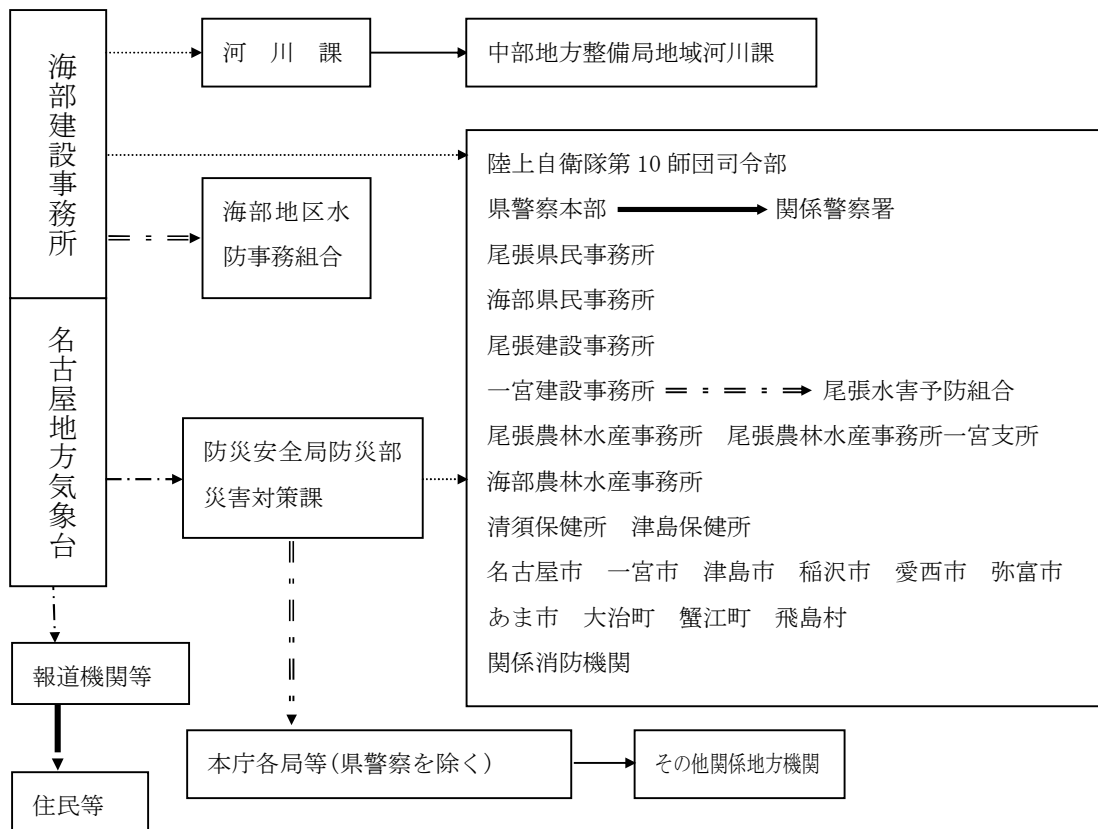 海部建設事務所
河　川　課
中部地方整備局地域河川課
陸上自衛隊第 10 師団司令部
県警察本部
関係警察署
海部地区水
防事務組合
尾張県民事務所
海部県民事務所
尾張建設事務所
一宮建設事務所
尾張水害予防組合
名古屋地方気象台
防災安全局防災部
災害対策課
尾張農林水産事務所　尾張農林水産事務所一宮支所
海部農林水産事務所
清須保健所　津島保健所
名古屋市　一宮市　津島市　稲沢市　愛西市　弥富市
あま市　大治町　蟹江町　飛島村
関係消防機関
報道機関等
本庁各局等(県警察を除く)
その他関係地方機関
住民等